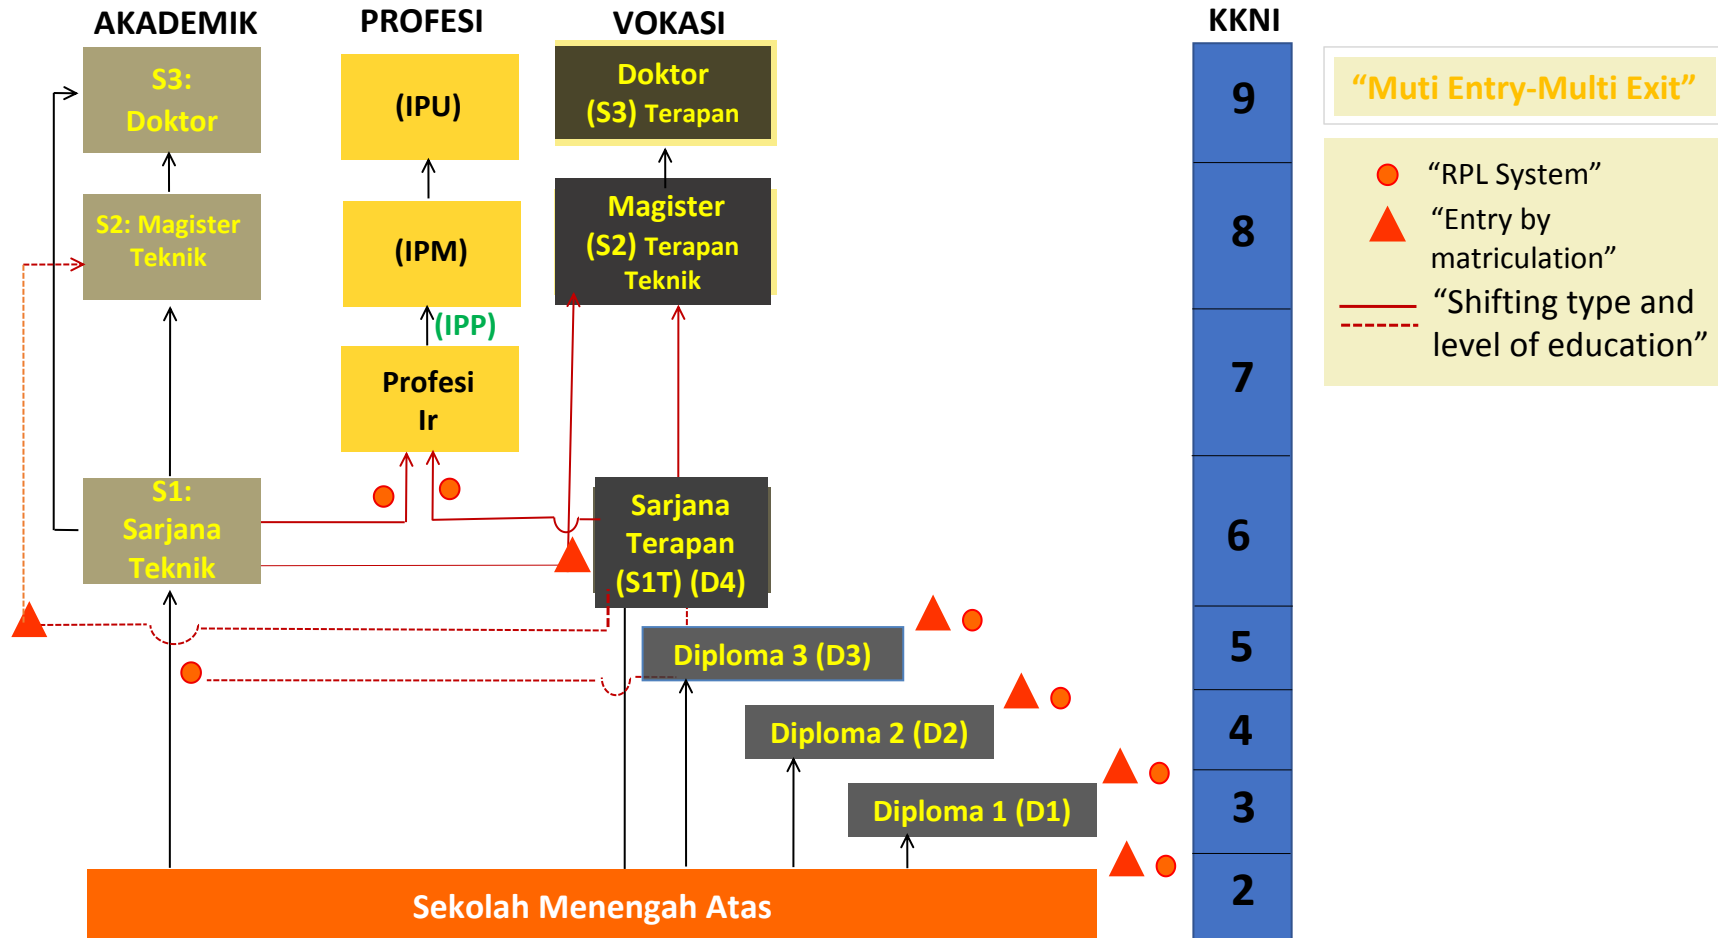 AKADEMIK
PROFESI
VOKASI
KKNI
S3:
Doktor
(IPU)
Doktor
(S3) Terapan
9
“Muti Entry-Multi Exit”
S2: Magister
Teknik
(IPM)
Magister
(S2) Terapan
Teknik
8
“RPL System”
“Entry by
matriculation”
“Shifting type and
level of education”
(IPP)
Profesi
Ir
7
S1:
Sarjana
Teknik
Sarjana
Terapan
(S1T) (D4)
6
Diploma 3 (D3)
5
Diploma 2 (D2)
4
Diploma 1 (D1)
3
Sekolah Menengah Atas
2